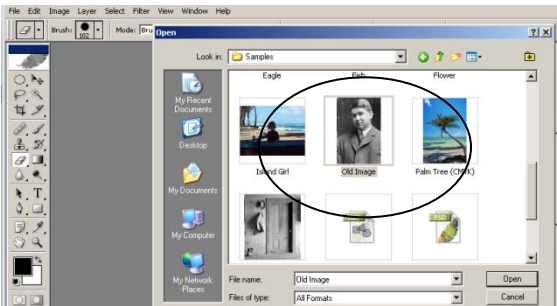 File Edit Image Layer Select Filter View Window Help
Brush: 102 Mode: Bru
Open
Look in: Samples
My Recent Documents
Desktop
My Documents
My Computer
My Network Places
Eagle Fish Flower
Island Girl Old Image Palm Tree (CMYK)
PSD
File name: Old Image Open
Files of type: All Formats Cancel